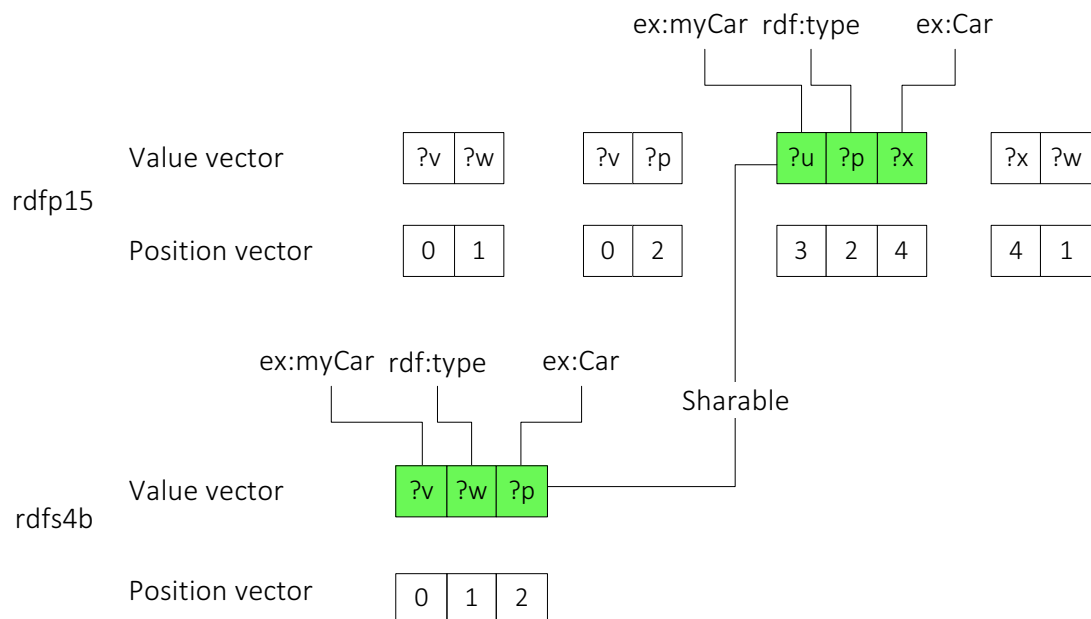 ex:myCar rdf:type ex:Car
Value vector ?v ?w ?v ?p ?u ?p ?x ?x ?w
rdfp15
Position vector 0 1 0 2 3 2 4 4 1
ex:myCar rdf:type ex:Car
Sharable
Value vector ?v ?w ?p
rdfs4b
Position vector 0 1 2